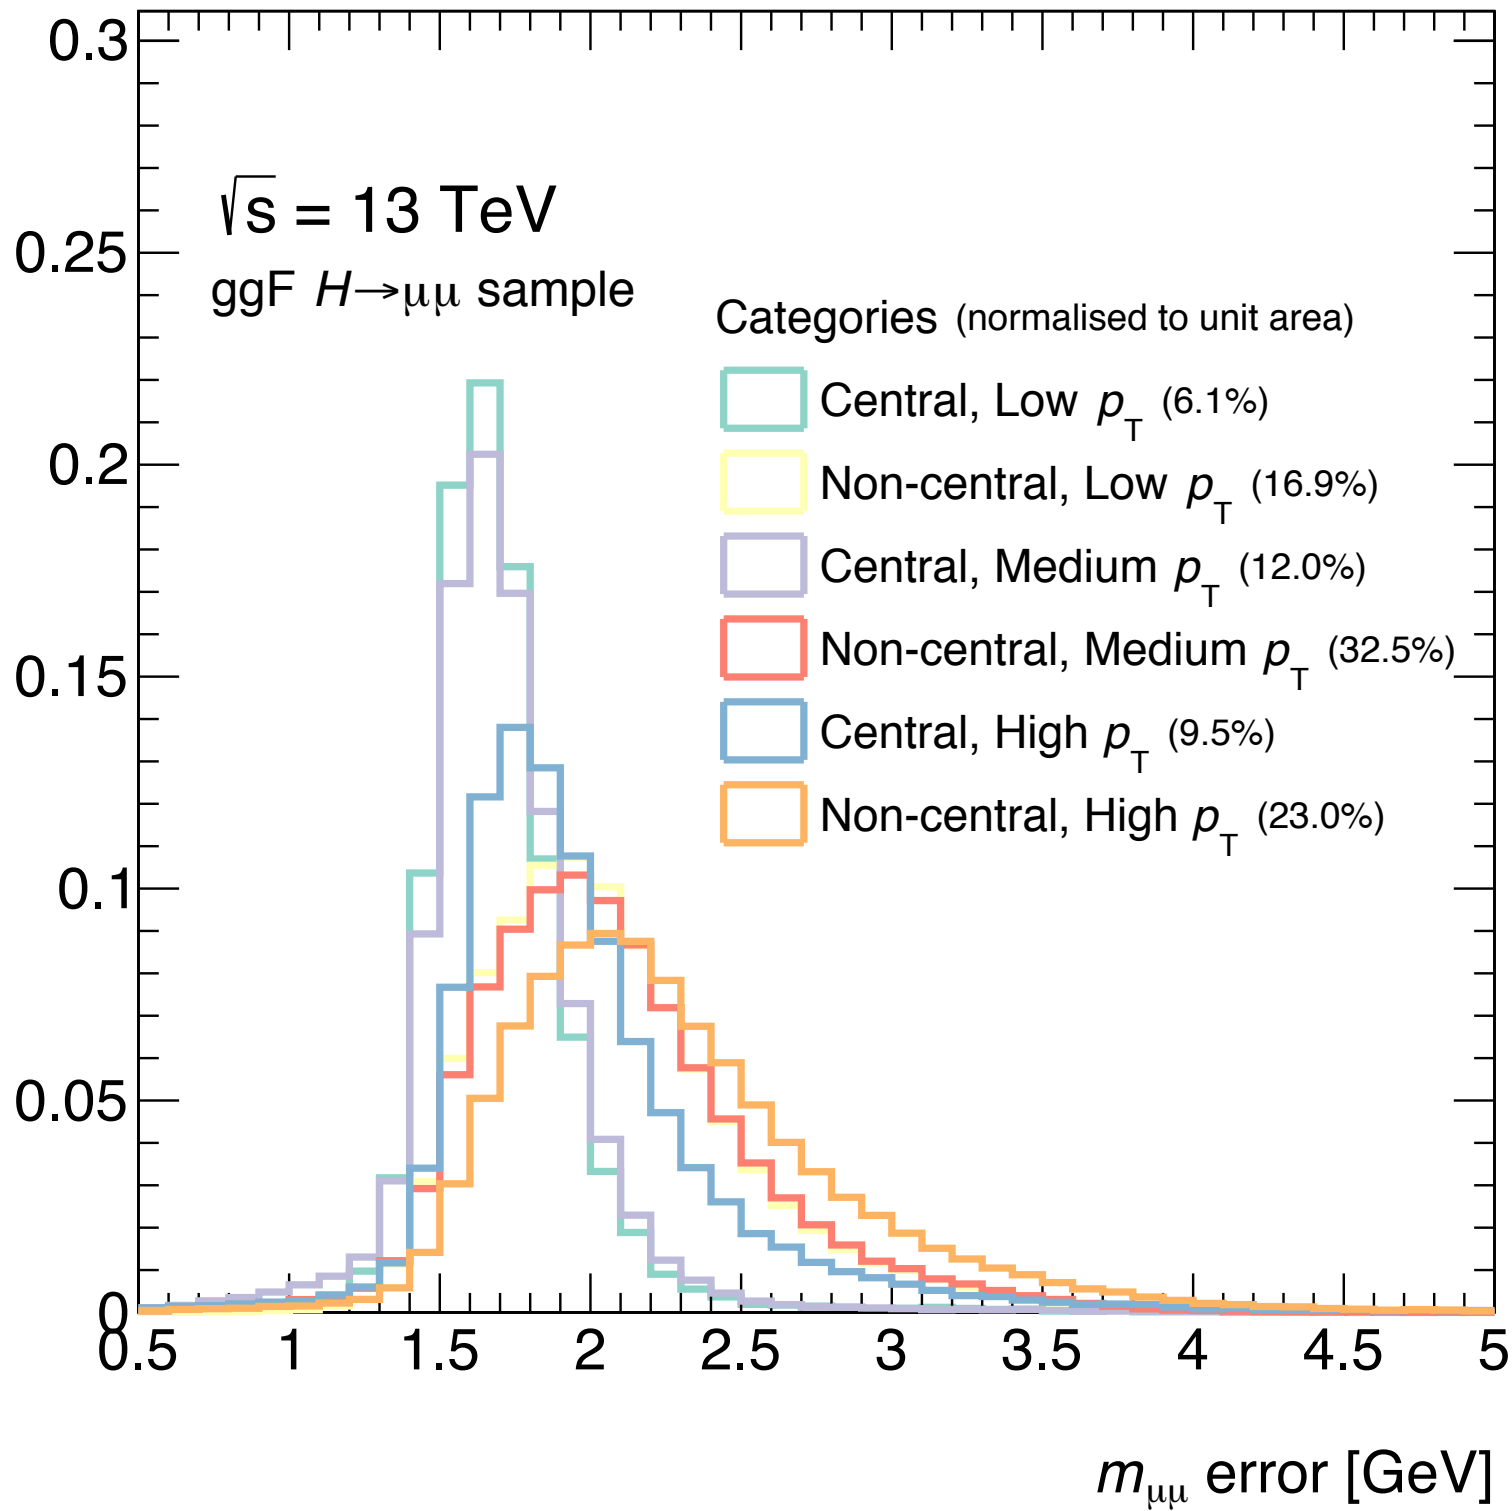 0.3
0.25
0.2
0.15
0.1
0.05
0
√s = 13 TeV
ggF H→μμ sample
Categories (normalised to unit area)
Central, Low pT (6.1%)
Non-central, Low pT (16.9%)
Central, Medium pT (12.0%)
Non-central, Medium pT (32.5%)
Central, High pT (9.5%)
Non-central, High pT (23.0%)
0.5 1 1.5 2 2.5 3 3.5 4 4.5 5
mμμ error [GeV]